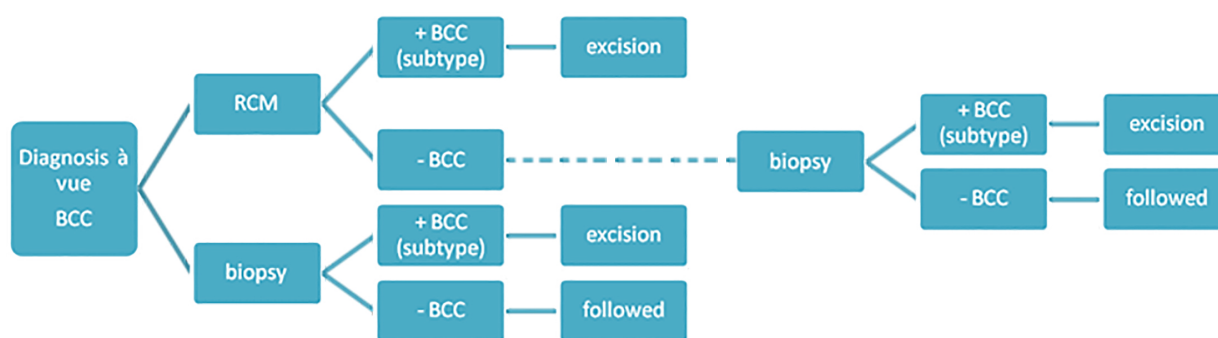 Diagnosis à
vue
BCC
RCM
+ BCC
(subtype)
excision
- BCC
biopsy
+ BCC
(subtype)
excision
- BCC
followed
biopsy
+ BCC
(subtype)
excision
- BCC
followed